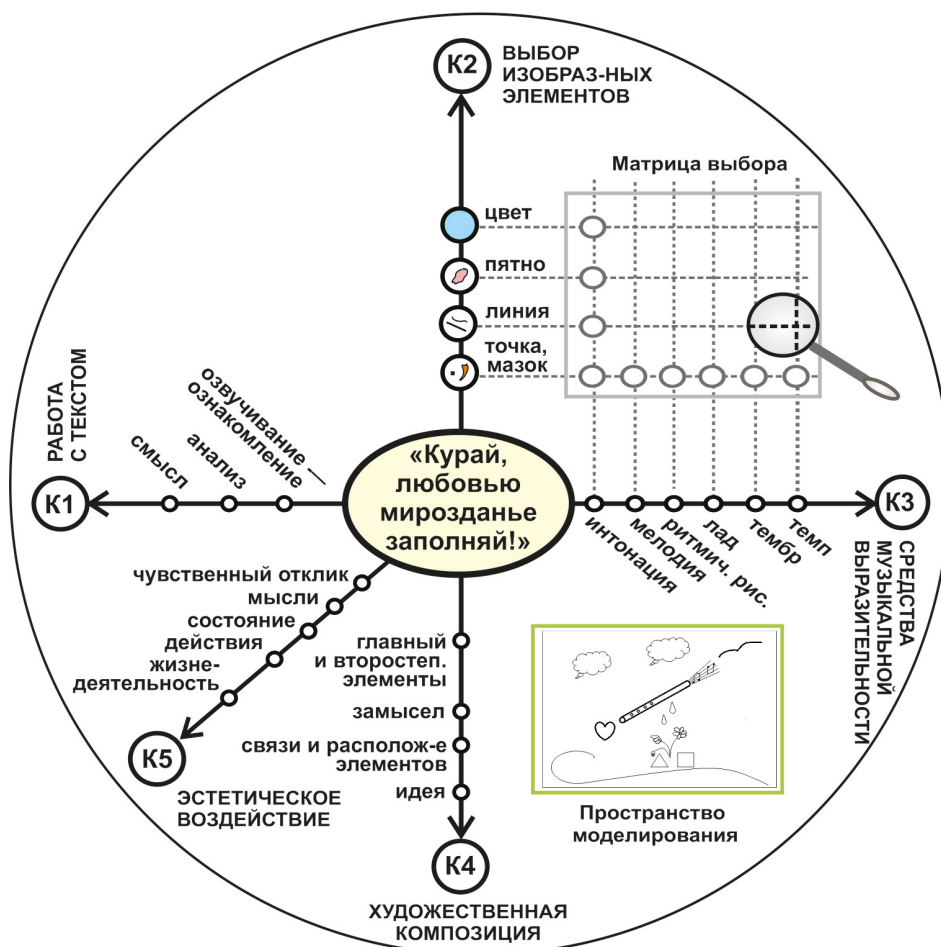 К2
ВЫБОР
ИЗОБРАЗ-НЫХ
ЭЛЕМЕНТОВ
Матрица выбора
цвет
пятно
линия
точка,
мазок
РАБОТА
С ТЕКСТОМ
К1
смысл
анализ
озвучивание —
ознакомление
«Курай,
любовью
мирозданье
заполняй!»
интонация
мелодия
ритмич. рис.
лад
тембр
темп
К3
СРЕДСТВА
МУЗЫКАЛЬНОЙ
ВЫРАЗИТЕЛЬНОСТИ
чувственный отклик
мысли
состояние
действия
жизне-
деятельность
К5
ЭСТЕТИЧЕСКОЕ
ВОЗДЕЙСТВИЕ
главный
и второстеп.
элементы
замысел
связи и располож-е
элементов
идея
К4
ХУДОЖЕСТВЕННАЯ
КОМПОЗИЦИЯ
Пространство
моделирования